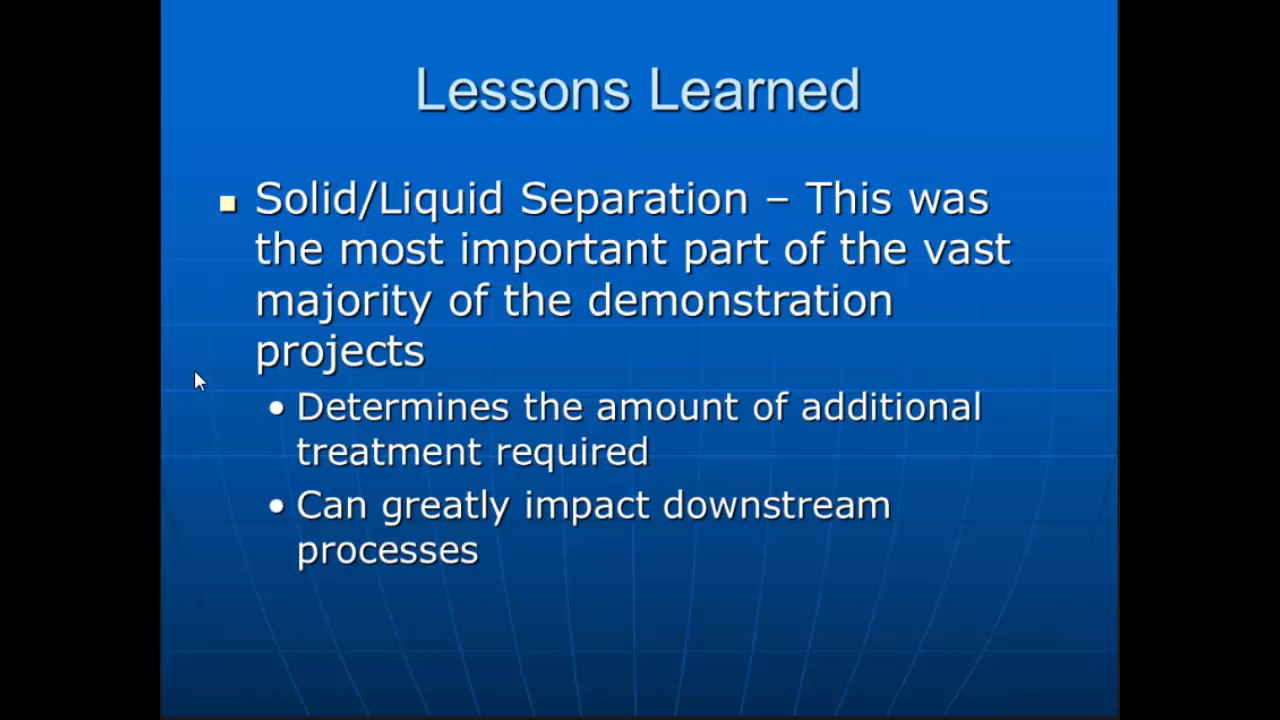 Lessons Learned
Solid/Liquid Separation – This was
the most important part of the vast
majority of the demonstration
projects
• Determines the amount of additional
treatment required
• Can greatly impact downstream
processes